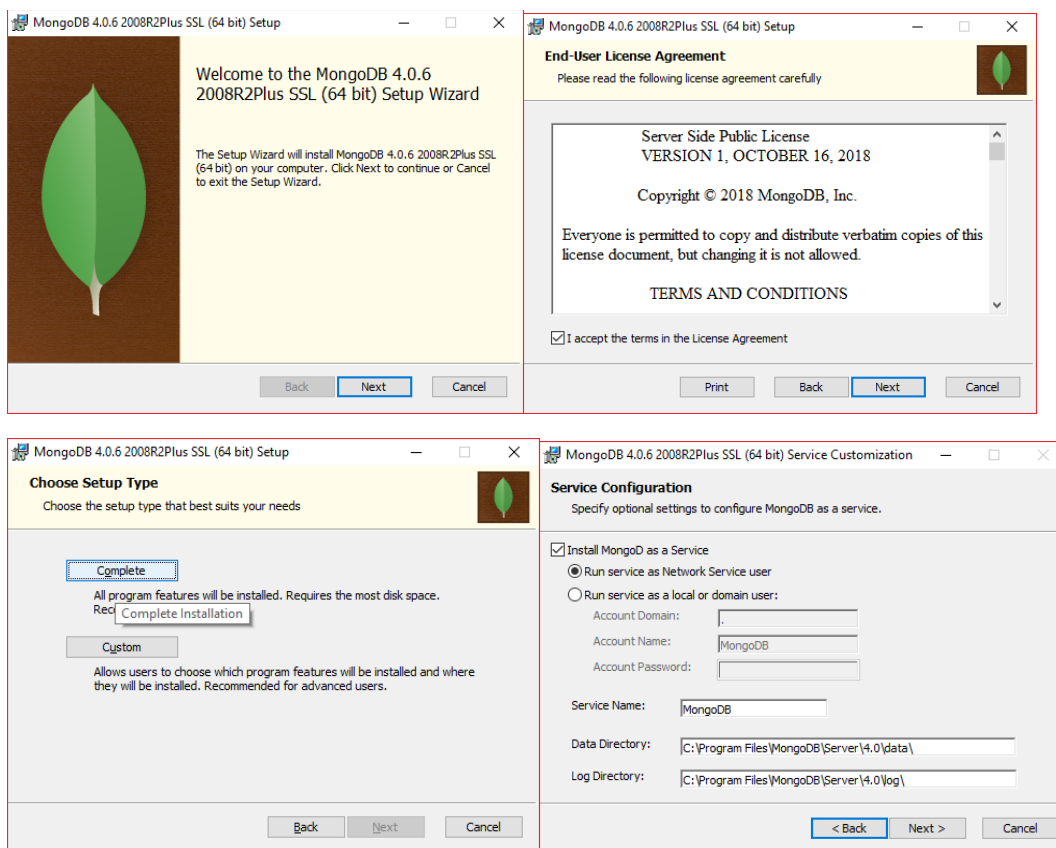 MongoDB 4.0.6 2008R2Plus SSL (64 bit) Setup
Welcome to the MongoDB 4.0.6
2008R2Plus SSL (64 bit) Setup Wizard
The Setup Wizard will install MongoDB 4.0.6 2008R2Plus SSL
(64 bit) on your computer. Click Next to continue or Cancel
to exit the Setup Wizard.
Back Next Cancel
MongoDB 4.0.6 2008R2Plus SSL (64 bit) Setup
End-User License Agreement
Please read the following license agreement carefully
Server Side Public License
VERSION 1, OCTOBER 16, 2018
Copyright © 2018 MongoDB, Inc.
Everyone is permitted to copy and distribute verbatim copies of this
license document, but changing it is not allowed.
TERMS AND CONDITIONS
I accept the terms in the License Agreement
Print Back Next Cancel
MongoDB 4.0.6 2008R2Plus SSL (64 bit) Setup
Choose Setup Type
Choose the setup type that best suits your needs
Complete
All program features will be installed. Requires the most disk space.
Complete Installation
Custom
Allows users to choose which program features will be installed and where
they will be installed. Recommended for advanced users.
Back Next Cancel
MongoDB 4.0.6 2008R2Plus SSL (64 bit) Service Customization
Service Configuration
Specify optional settings to configure MongoDB as a service.
Install MongoD as a Service
Run service as Network Service user
Run service as a local or domain user:
Account Domain: .
Account Name: MongoDB
Account Password:
Service Name: MongoDB
Data Directory: C:\Program Files\MongoDB\Server\4.0\data\
Log Directory: C:\Program Files\MongoDB\Server\4.0\log\
< Back Next > Cancel